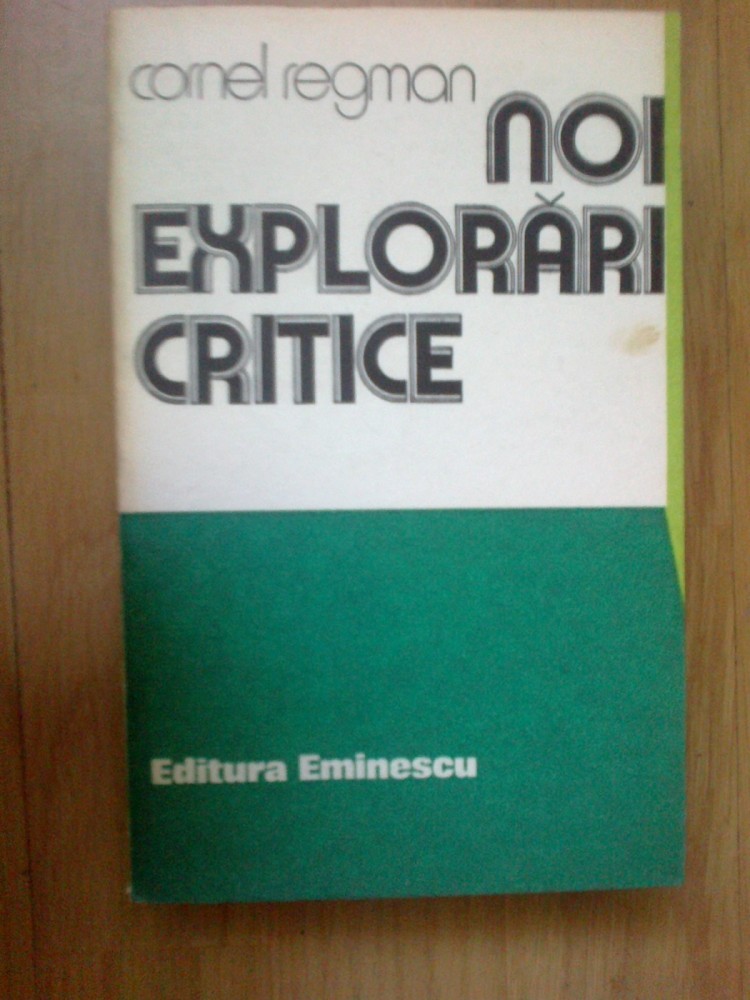 cornel regman
NOI
EXPLORĂRI
CRITICE
Editura Eminescu